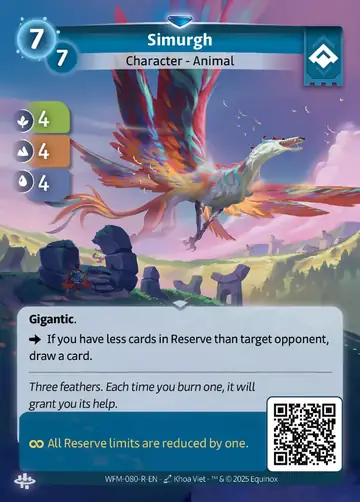 7
7
Simurgh
Character - Animal
4
4
4
Gigantic.
If you have less cards in Reserve than target opponent,
draw a card.
Three feathers. Each time you burn one, it will
grant you its help.
∞ All Reserve limits are reduced by one.
WFM-080-R-EN - Khoa Viet - ™ & © 2025 Equinox